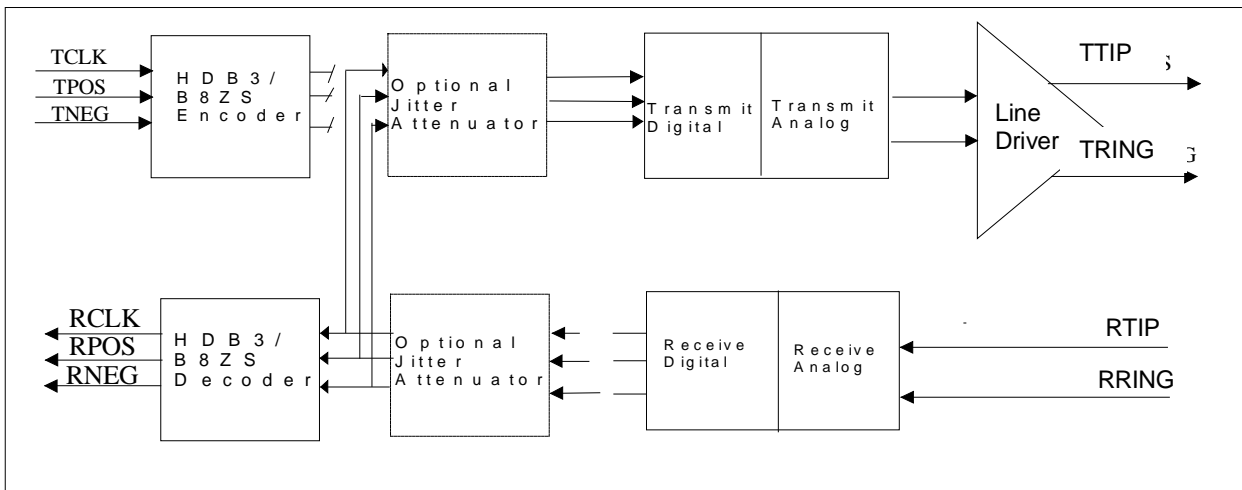 TCLK
TPOS
TNEG
HDB3/
B8ZS
Encoder
Optional
Jitter
Attenuator
Transmit
Digital
Transmit
Analog
Line
Driver
TTIP
S
TRING
G
RCLK
RPOS
RNEG
HDB3/
B8ZS
Decoder
Optional
Jitter
Attenuator
Receive
Digital
Receive
Analog
RTIP
RRING